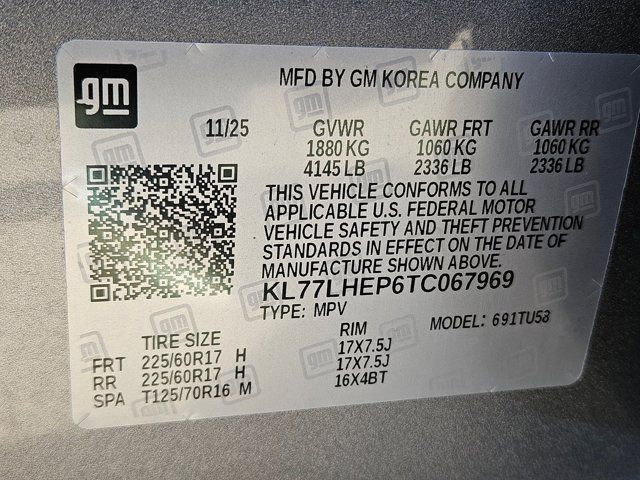 gm
MFD BY GM KOREA COMPANY
11/25 GVWR GAWR FRT GAWR RR
1880 KG 1060 KG 1060 KG
4145 LB 2336 LB 2336 LB
THIS VEHICLE CONFORMS TO ALL
APPLICABLE U.S. FEDERAL MOTOR
VEHICLE SAFETY AND THEFT PREVENTION
STANDARDS IN EFFECT ON THE DATE OF
MANUFACTURE SHOWN ABOVE.
KL77LHEP6TC067969
TYPE: MPV MODEL: 691TU58
TIRE SIZE RIM
FRT 225/60R17 H 17X7.5J
RR 225/60R17 H 17X7.5J
SPA T125/70R16 M 16X4BT